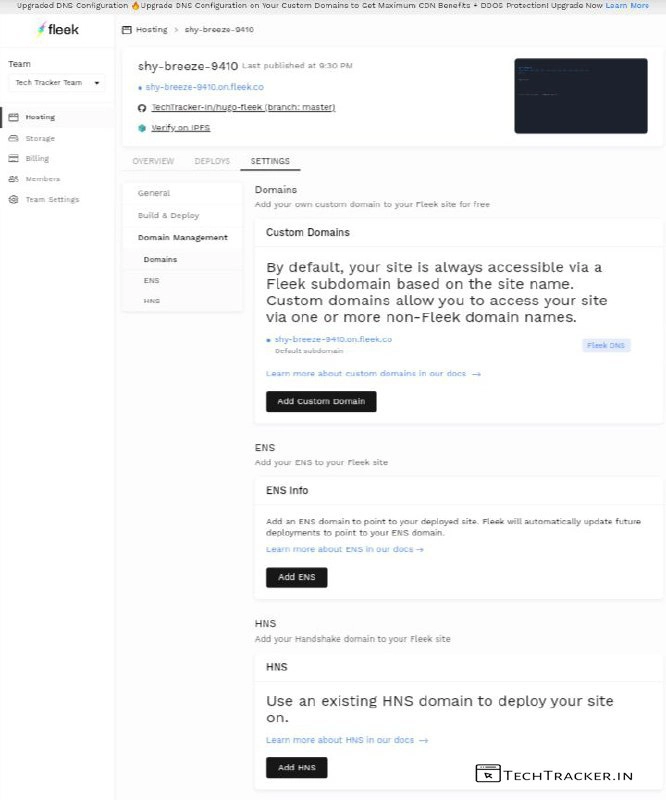 Upgraded DNS Configuration 🔥Upgrade DNS Configuration on Your Custom Domains to Get Maximum CDN Benefits + DDOS Protection! Upgrade Now Learn More
fleek
Hosting > shy-breeze-9410
Team
Tech Tracker Team
Hosting
Storage
Billing
Members
Team Settings
shy-breeze-9410 Last published at 9:30 PM
shy-breeze-9410.on.fleek.co
TechTracker-in/hugo-fleek (branch: master)
Verify on IPFS
OVERVIEW DEPLOYS SETTINGS
General
Build & Deploy
Domain Management
Domains
ENS
HNS
Domains
Add your own custom domain to your Fleek site for free
Custom Domains
By default, your site is always accessible via a
Fleek subdomain based on the site name.
Custom domains allow you to access your site
via one or more non-Fleek domain names.
shy-breeze-9410.on.fleek.co
Default subdomain
Fleek DNS
Learn more about custom domains in our docs →
Add Custom Domain
ENS
Add your ENS to your Fleek site
ENS Info
Add an ENS domain to point to your deployed site. Fleek will automatically update future
deployments to point to your ENS domain.
Learn more about ENS in our docs →
Add ENS
HNS
Add your Handshake domain to your Fleek site
HNS
Use an existing HNS domain to deploy your site
on.
Learn more about HNS in our docs →
Add HNS
TECHTRACKER.IN